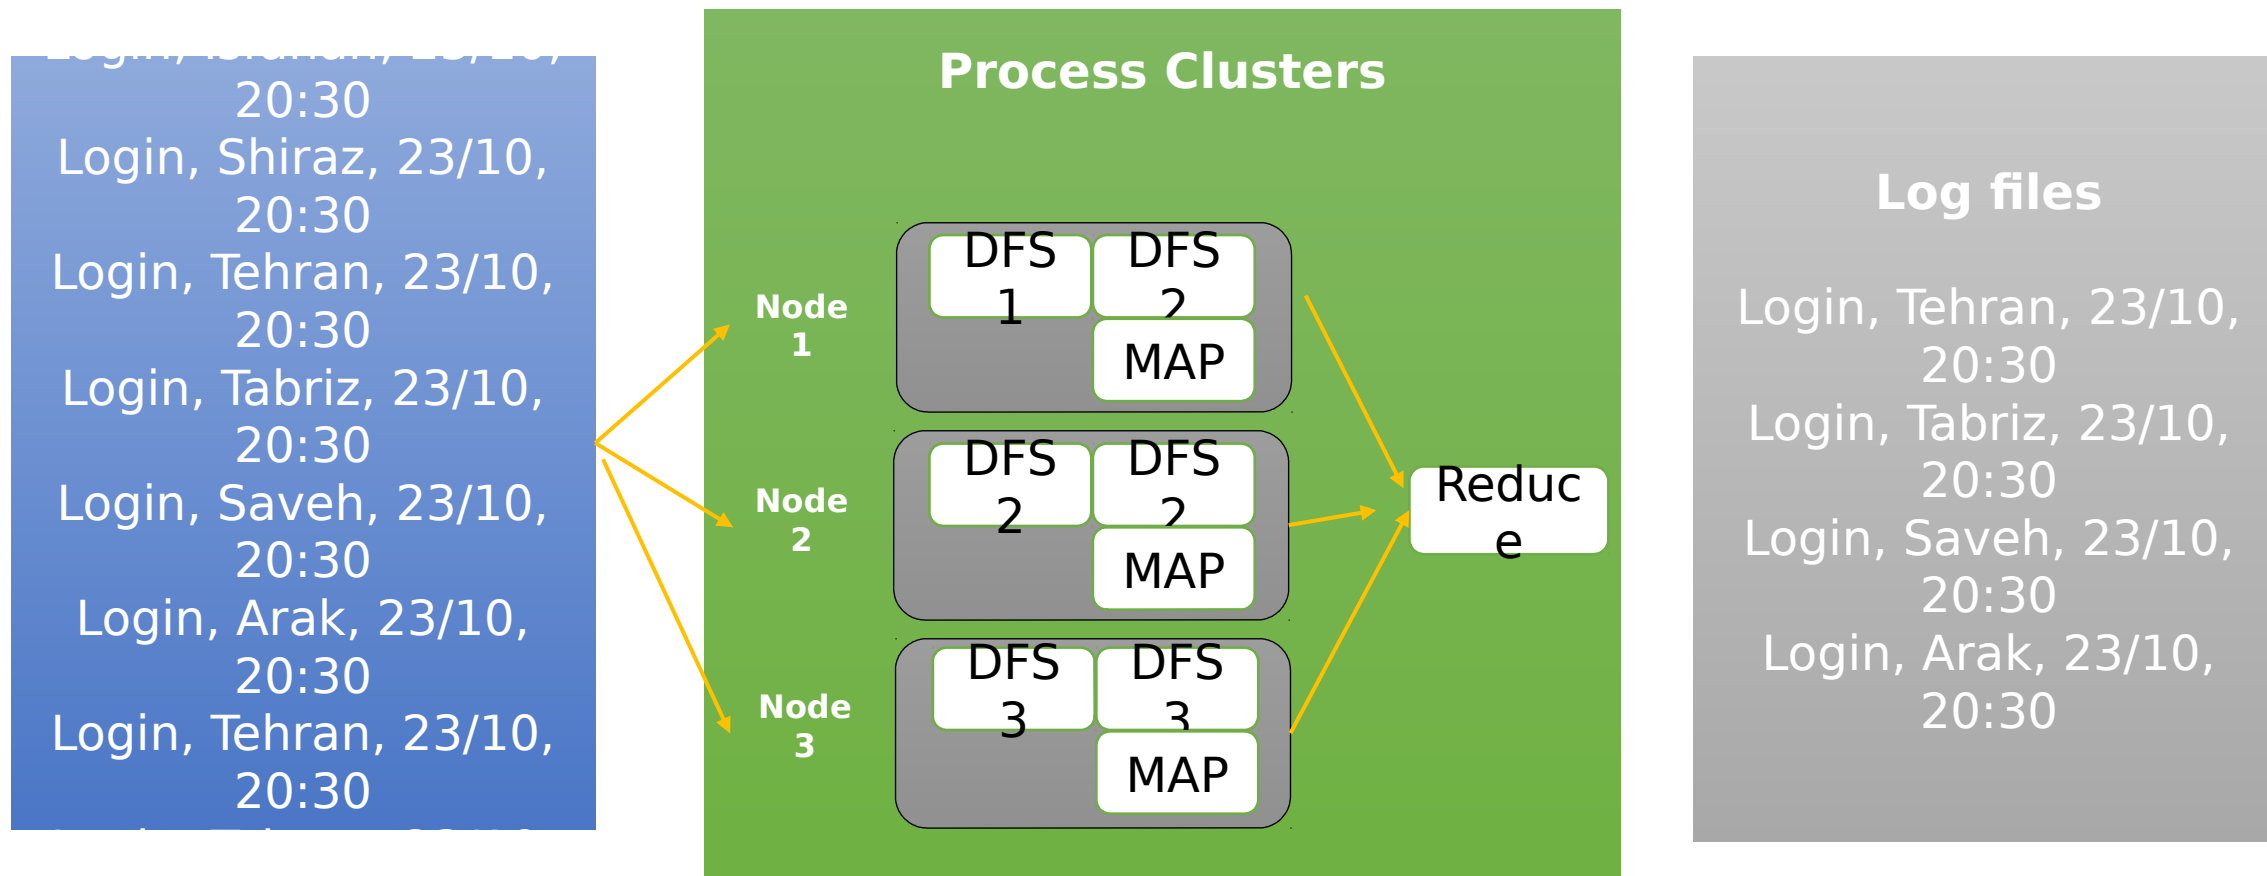 20:30
Login, Shiraz, 23/10,
20:30
Login, Tehran, 23/10,
20:30
Login, Tabriz, 23/10,
20:30
Login, Saveh, 23/10,
20:30
Login, Arak, 23/10,
20:30
Login, Tehran, 23/10,
20:30
Process Clusters
Node
1
DFS
1
DFS
2
MAP
Node
2
DFS
2
DFS
2
MAP
Node
3
DFS
3
DFS
3
MAP
Reduc
e
Log files
Login, Tehran, 23/10,
20:30
Login, Tabriz, 23/10,
20:30
Login, Saveh, 23/10,
20:30
Login, Arak, 23/10,
20:30